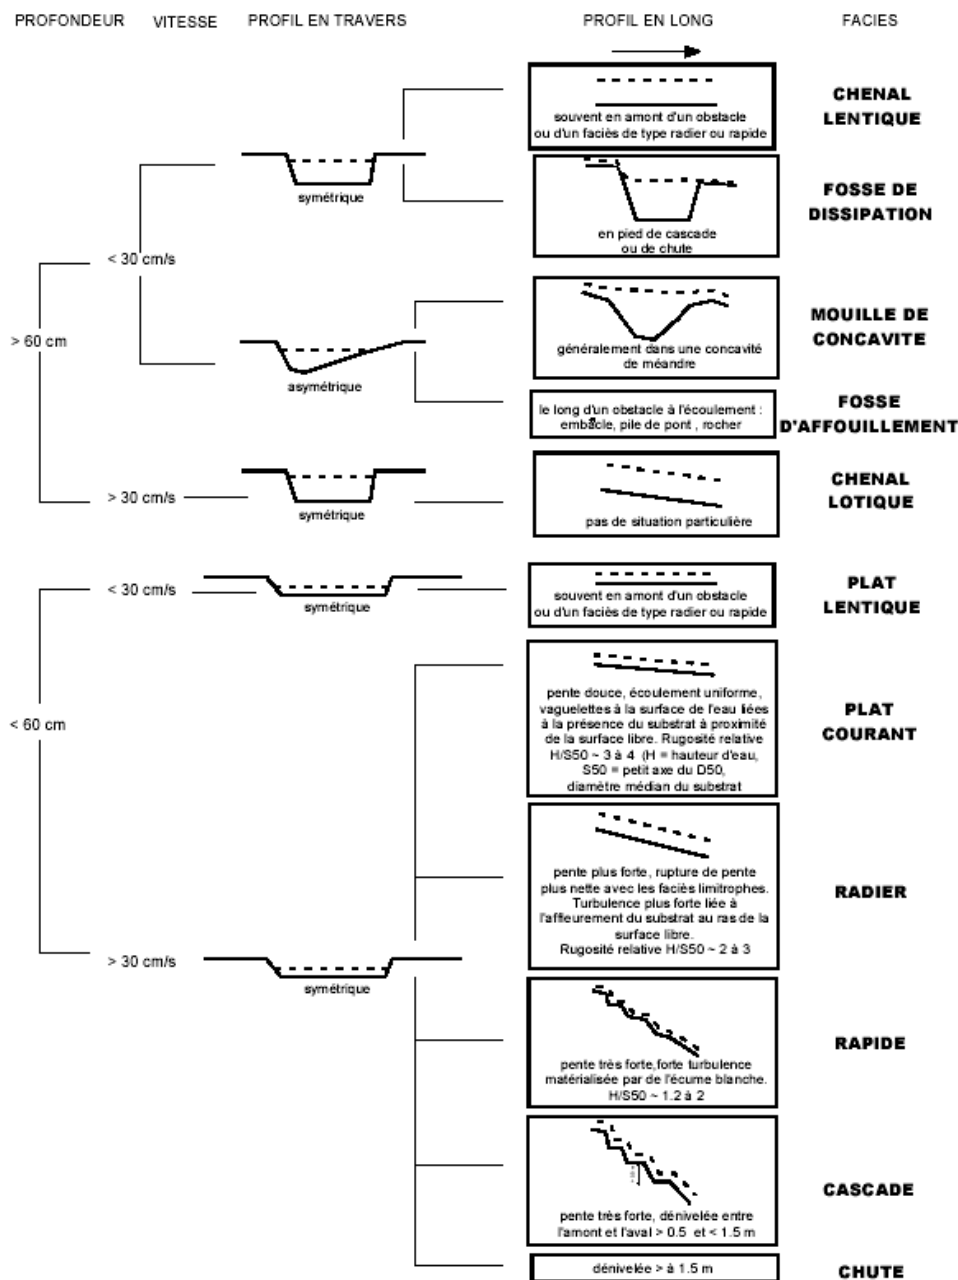 PROFONDEUR VITESSE PROFIL EN TRAVERS PROFIL EN LONG FACIES
souvent en amont d'un obstacle
ou d'un faciès de type radier ou rapide
CHENAL
LENTIQUE
symétrique
en pied de cascade
ou de chute
FOSSE DE
DISSIPATION
< 30 cm/s
> 60 cm
généralement dans une concavité
de méandre
MOUILLE DE
CONCAVITE
asymétrique
le long d'un obstacle à l'écoulement :
embâcle, pile de pont , rocher
FOSSE
D'AFFOUILLEMENT
> 30 cm/s
symétrique
pas de situation particulière
CHENAL
LOTIQUE
< 30 cm/s
symétrique
souvent en amont d'un obstacle
ou d'un faciès de type radier ou rapide
PLAT
LENTIQUE
< 60 cm
pente douce, écoulement uniforme,
vaguelettes à la surface de l'eau liées
à la présence du substrat à proximité
de la surface libre. Rugosité relative
H/S50 ~ 3 à 4 (H = hauteur d'eau,
S50 = petit axe du D50,
diamètre médian du substrat
PLAT
COURANT
pente plus forte, rupture de pente
plus nette avec les faciès limitrophes.
Turbulence plus forte liée à
l'affleurement du substrat au ras de la
surface libre.
Rugosité relative H/S50 ~ 2 à 3
RADIER
> 30 cm/s
symétrique
pente très forte,forte turbulence
matérialisée par de l'écume blanche.
H/S50 ~ 1.2 à 2
RAPIDE
pente très forte, dénivelée entre
l'amont et l'aval > 0.5 et < 1.5 m
CASCADE
dénivelée > à 1.5 m
CHUTE